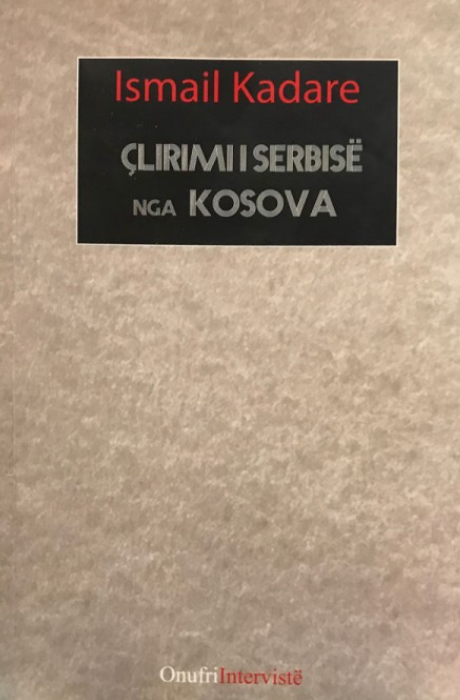 Ismail Kadare
ÇLIRIMI I SERBISË
NGA KOSOVA
OnufriIntervistë